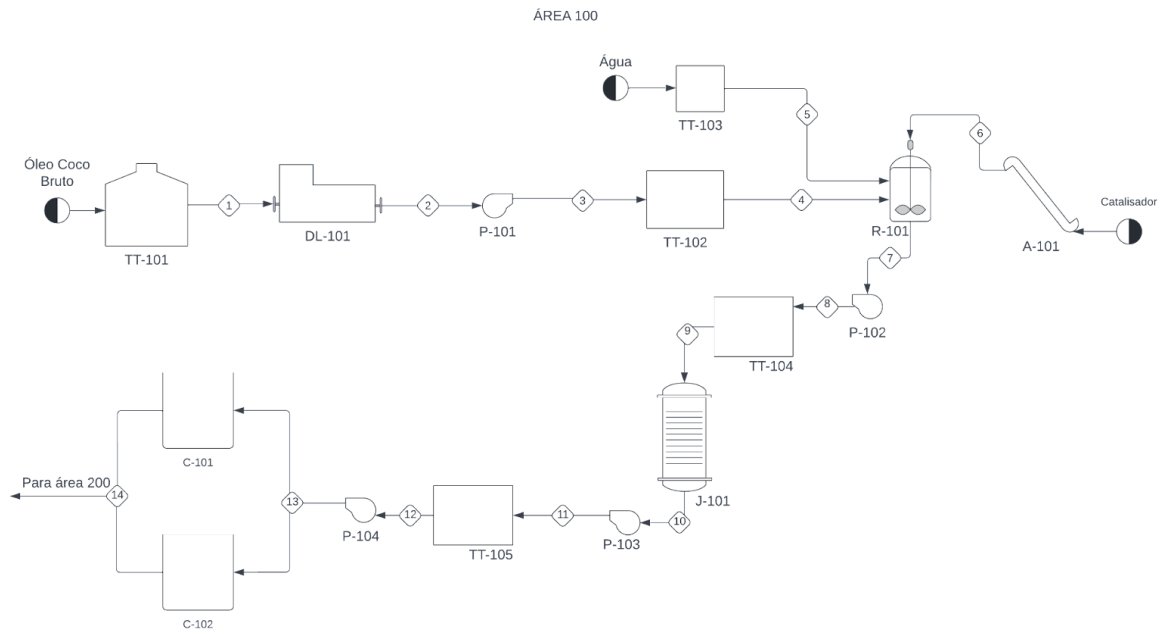 ÁREA 100
Água
TT-103
5
6
Óleo Coco
Bruto
TT-101
1
DL-101
2
P-101
3
TT-102
4
R-101
Catalisador
A-101
7
8
P-102
9
TT-104
J-101
10
P-103
11
TT-105
12
P-104
13
C-101
Para área 200
14
C-102